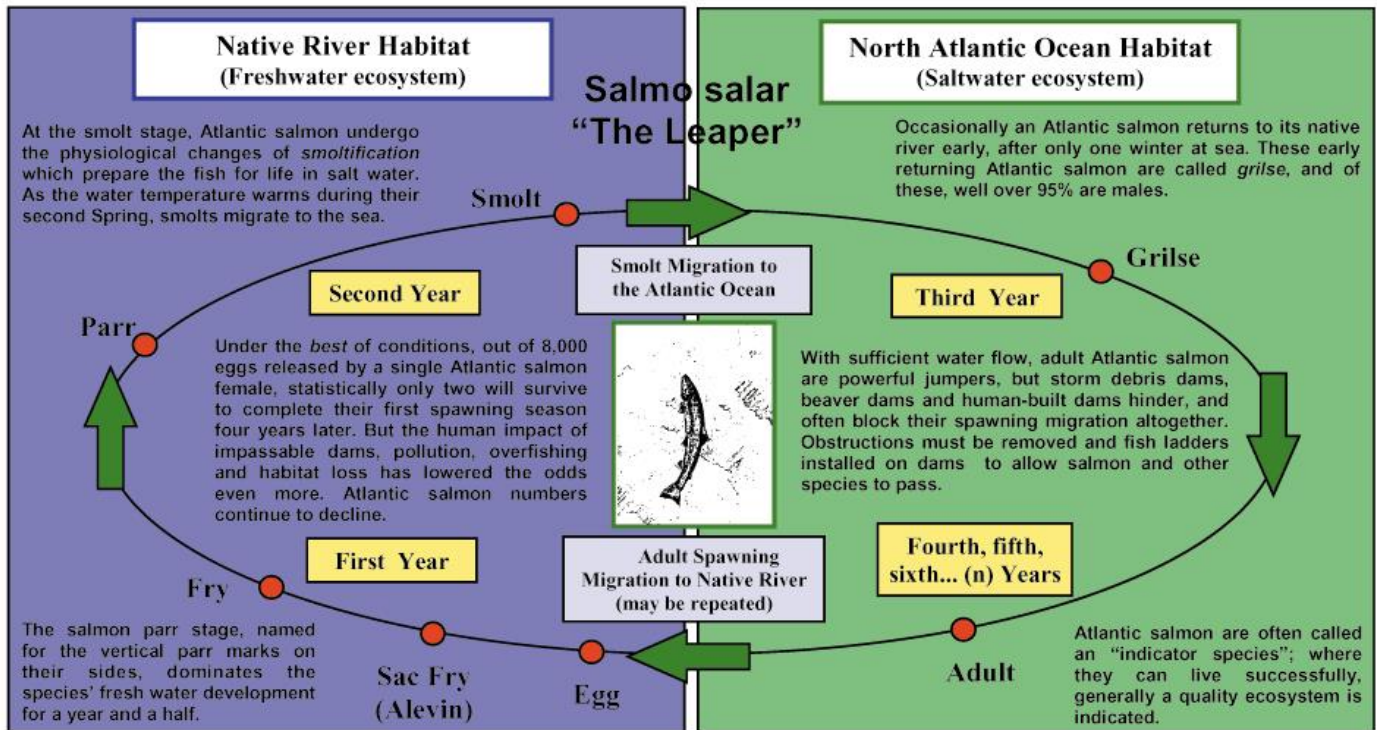 Native River Habitat
(Freshwater ecosystem)
North Atlantic Ocean Habitat
(Saltwater ecosystem)
Salmo salar
“The Leaper”
At the smolt stage, Atlantic salmon undergo
the physiological changes of smoltification
which prepare the fish for life in salt water.
As the water temperature warms during their
second Spring, smolts migrate to the sea.
Occasionally an Atlantic salmon returns to its native
river early, after only one winter at sea. These early
returning Atlantic salmon are called grilse, and of
these, well over 95% are males.
Smolt
Smolt Migration to
the Atlantic Ocean
Grilse
Second Year
Third Year
Parr
Under the best of conditions, out of 8,000
eggs released by a single Atlantic salmon
female, statistically only two will survive
to complete their first spawning season
four years later. But the human impact of
impassable dams, pollution, overfishing
and habitat loss has lowered the odds
even more. Atlantic salmon numbers
continue to decline.
With sufficient water flow, adult Atlantic salmon
are powerful jumpers, but storm debris dams,
beaver dams and human-built dams hinder, and
often block their spawning migration altogether.
Obstructions must be removed and fish ladders
installed on dams to allow salmon and other
species to pass.
First Year
Adult Spawning
Migration to Native River
(may be repeated)
Fourth, fifth,
sixth... (n) Years
Fry
The salmon parr stage, named
for the vertical parr marks on
their sides, dominates the
species’ fresh water development
for a year and a half.
Sac Fry
(Alevin)
Egg
Adult
Atlantic salmon are often called
an “indicator species”; where
they can live successfully,
generally a quality ecosystem is
indicated.